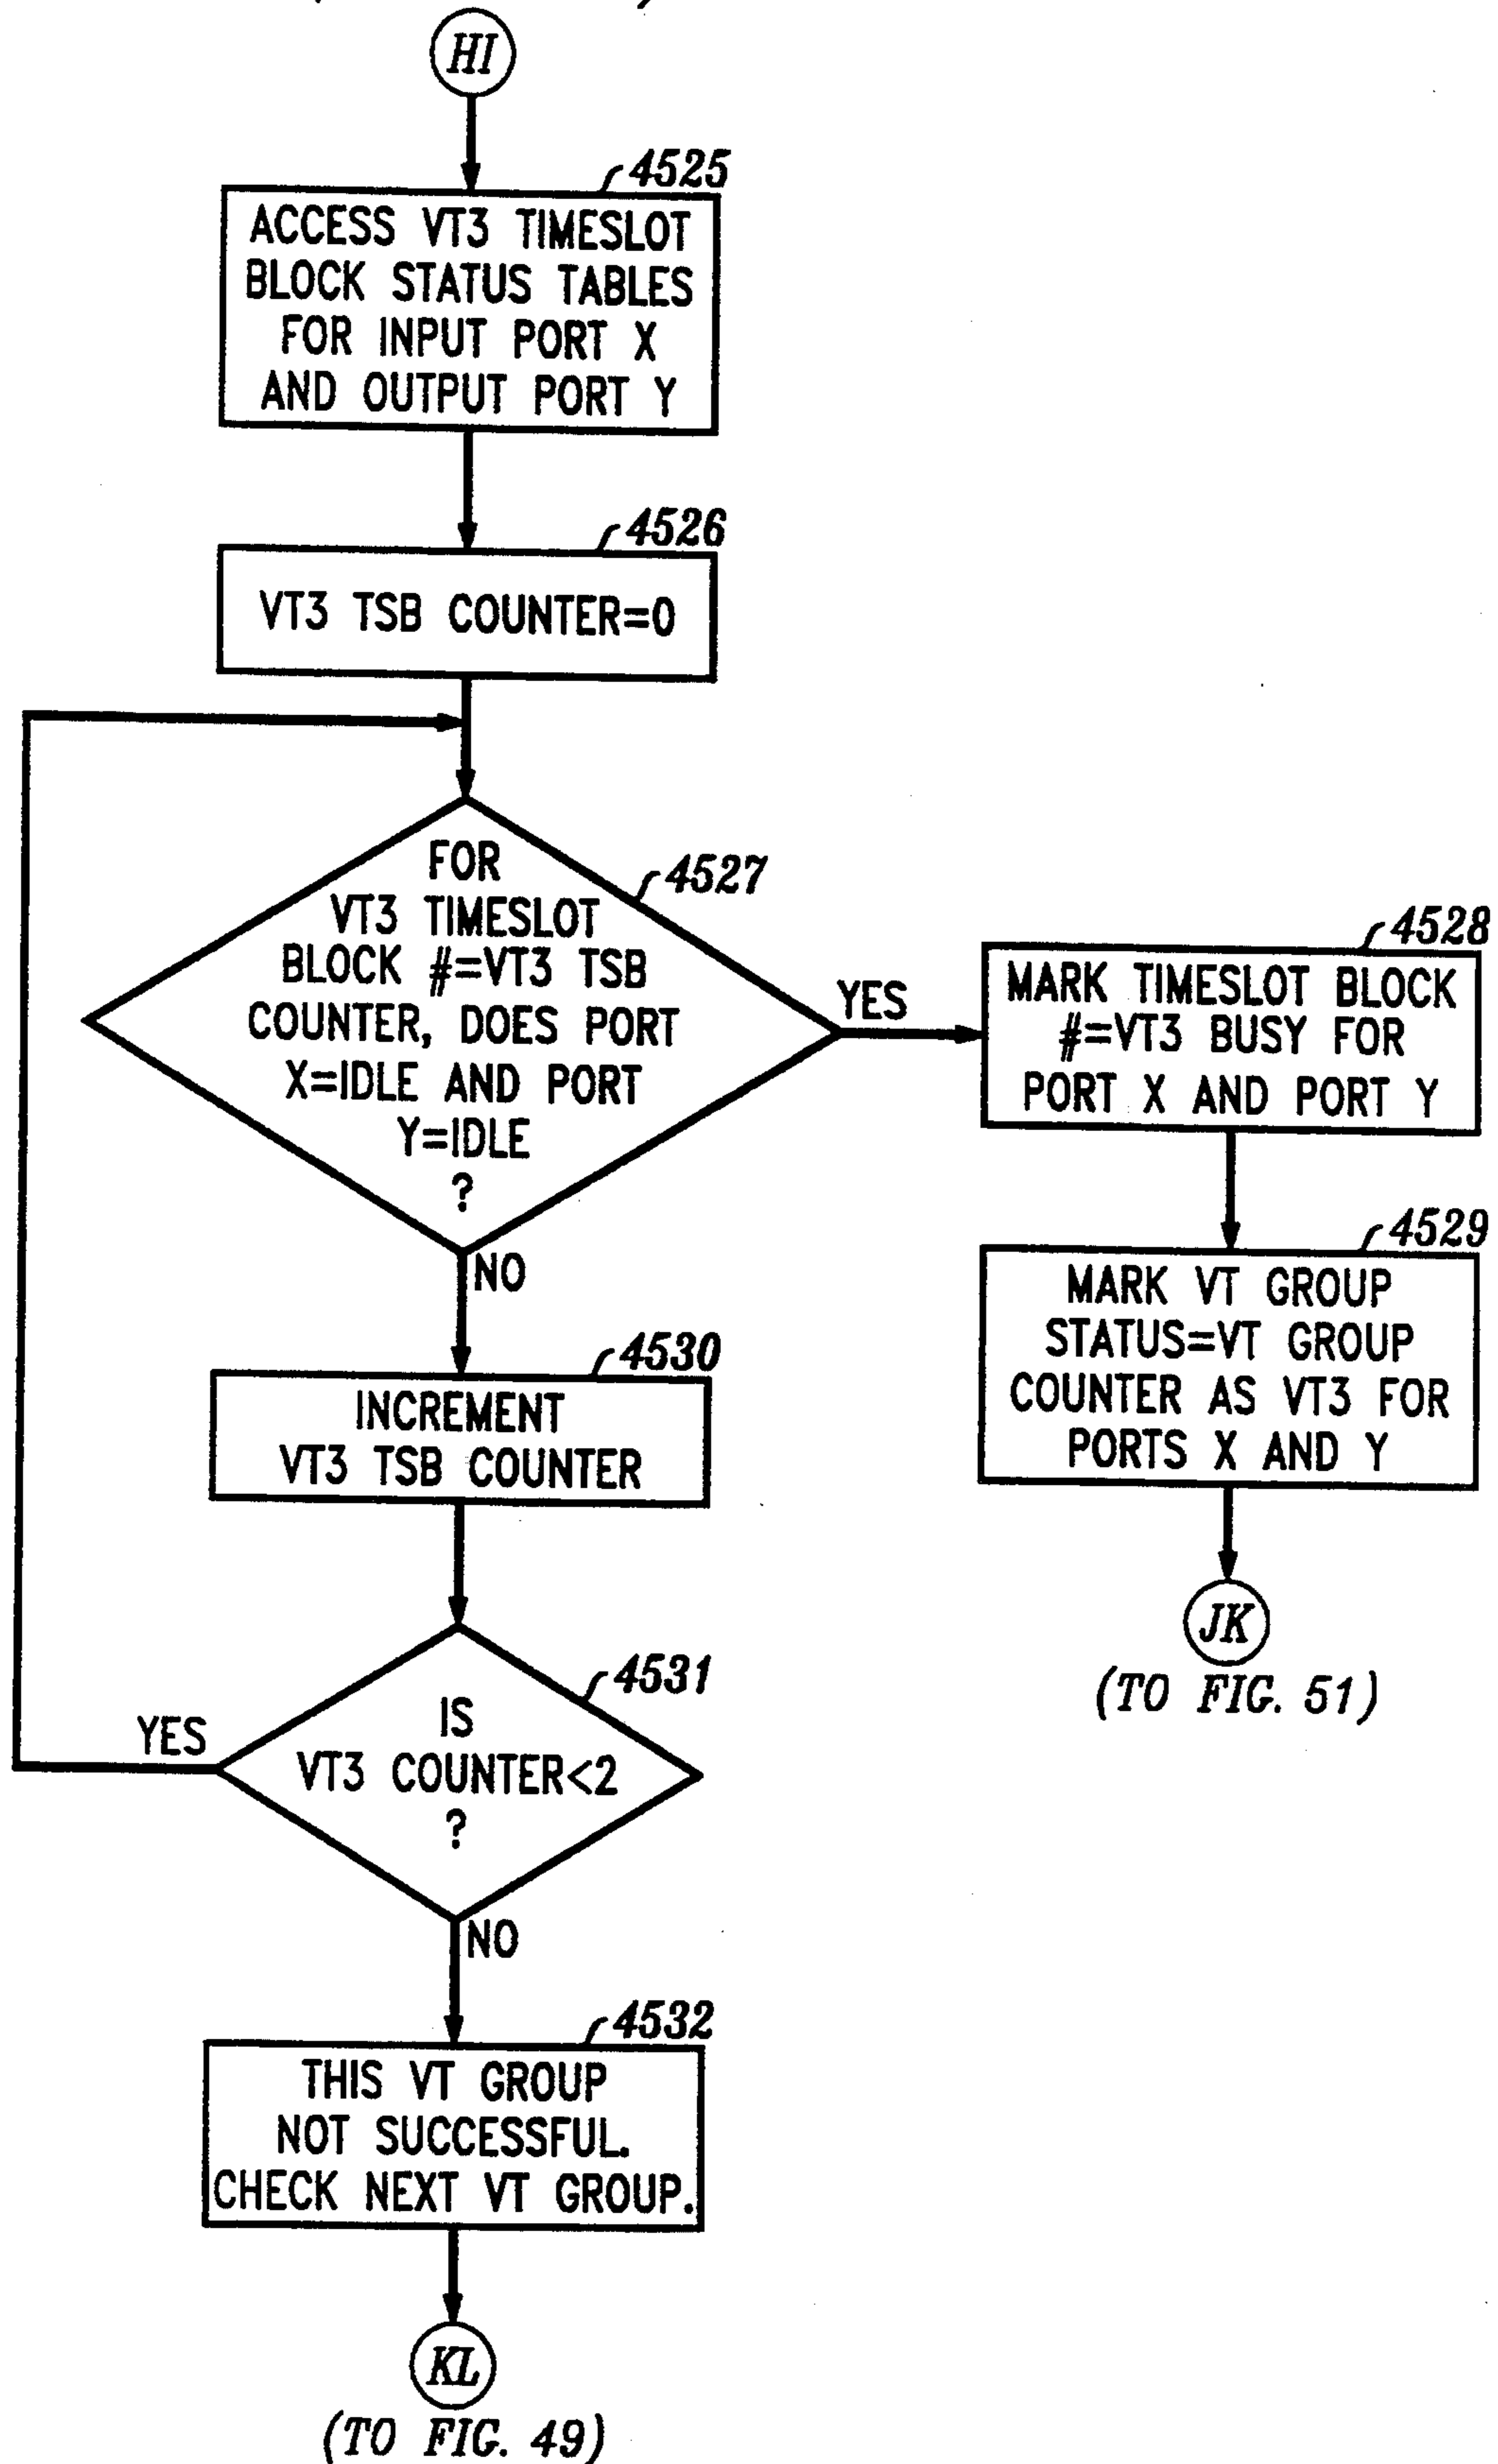 HI
4525
ACCESS VT3 TIMESLOT
BLOCK STATUS TABLES
FOR INPUT PORT X
AND OUTPUT PORT Y
4526
VT3 TSB COUNTER=0
4527
FOR
VT3 TIMESLOT
BLOCK #=VT3 TSB
COUNTER, DOES PORT
X=IDLE AND PORT
Y=IDLE
?
YES
NO
4528
MARK TIMESLOT BLOCK
#=VT3 BUSY FOR
PORT X AND PORT Y
4529
MARK VT GROUP
STATUS=VT GROUP
COUNTER AS VT3 FOR
PORTS X AND Y
JK
(TO FIG. 51)
4530
INCREMENT
VT3 TSB COUNTER
4531
IS
VT3 COUNTER<2
?
YES
NO
4532
THIS VT GROUP
NOT SUCCESSFUL.
CHECK NEXT VT GROUP.
KL
(TO FIG. 49)